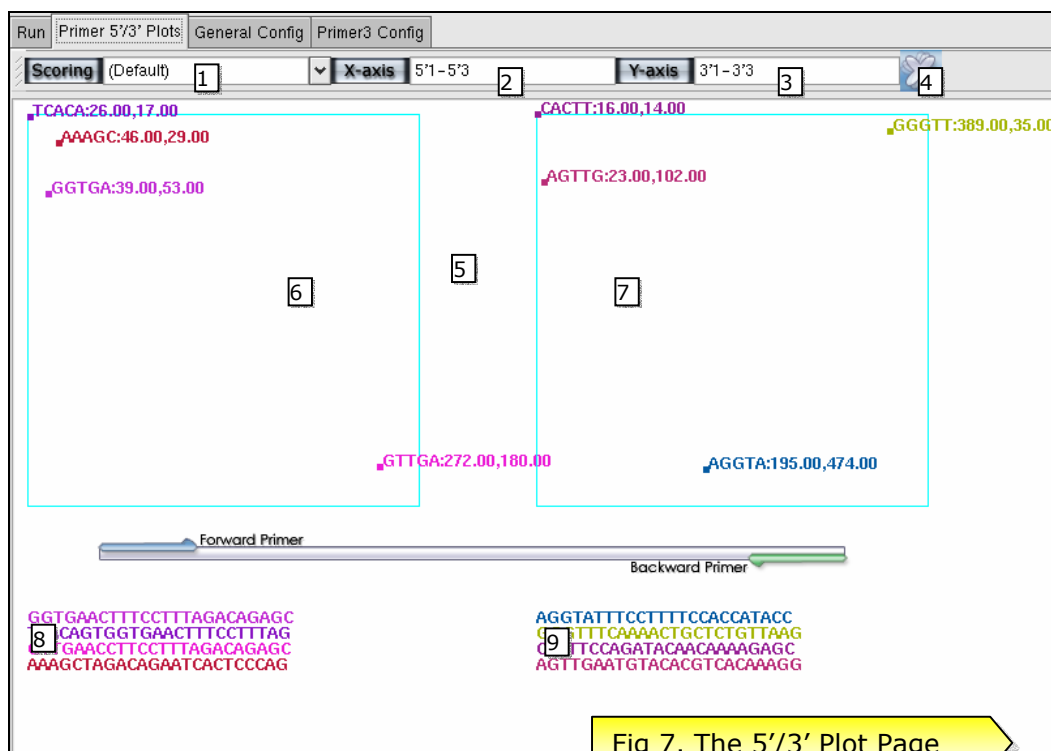 Run Primer 5'/3' Plots General Config Primer3 Config
Scoring (Default) 1 X-axis 5'1-5'3 2 Y-axis 3'1-3'3 3 4
TCACA:26.00,17.00 CACTT:16.00,14.00
GGGTT:389.00,35.00
AAAGC:46.00,29.00
GGTGA:39.00,53.00 AGTTG:23.00,102.00
5
6 7
GTTGA:272.00,180.00 AGGTA:195.00,474.00
Forward Primer
Backward Primer
GGTGAACTTTCCTTTAGACAGAGC AGGTATTTCCTTTTCCACCATACC
8 CAGTGGTGAACTTTCCTTTAG 9 TTTCAAAACTGCTCTGTTAAG
TGAACCTTCCTTTAGACAGAGC TTCCAGATACAACAAAAGAGC
AAAGCTAGACAGAATCACTCCCAG AGTTGAATGTACACGTCACAAAGG
Fig 7. The 5'/3' Plot Page